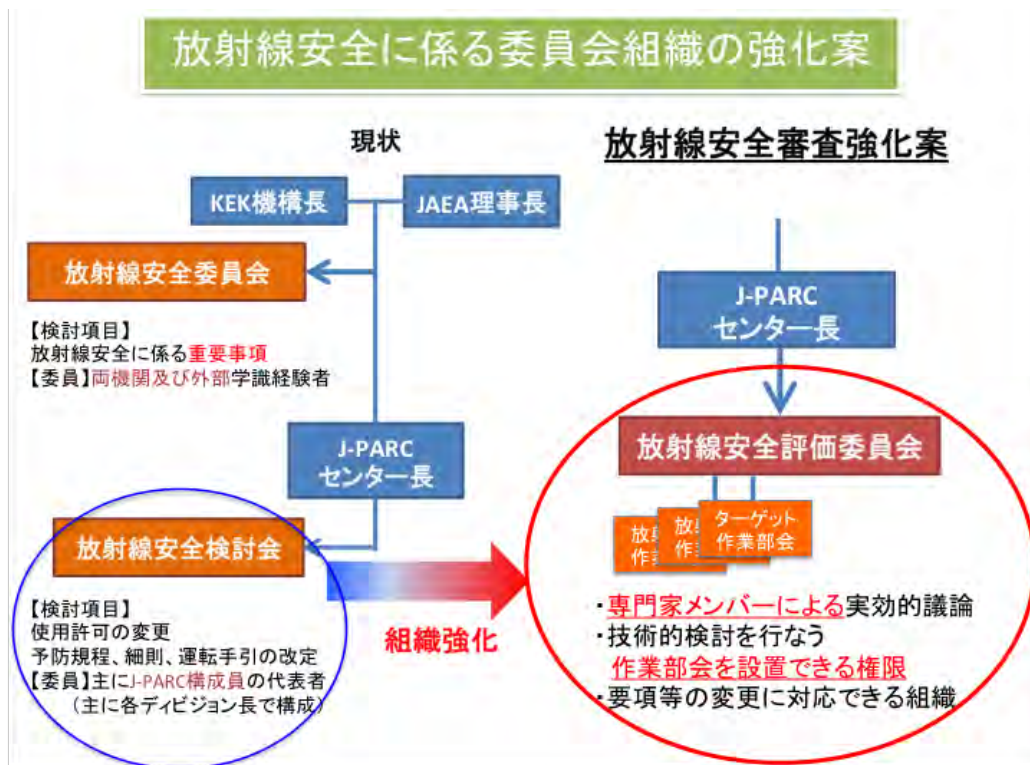 放射線安全に係る委員会組織の強化案
現状
KEK機構長
JAEA理事長
放射線安全委員会
【検討項目】
放射線安全に係る重要事項
【委員】両機関及び外部学識経験者
J-PARC
センター長
放射線安全検討会
【検討項目】
使用許可の変更
予防規程、細則、運転手引の改定
【委員】主にJ-PARC構成員の代表者
(主に各ディビジョン長で構成)
組織強化
放射線安全審査強化案
J-PARC
センター長
放射線安全評価委員会
放射
作業
放射
作業
ターゲット
作業部会
・専門家メンバーによる実効的議論
・技術的検討を行なう
作業部会を設置できる権限
・要項等の変更に対応できる組織